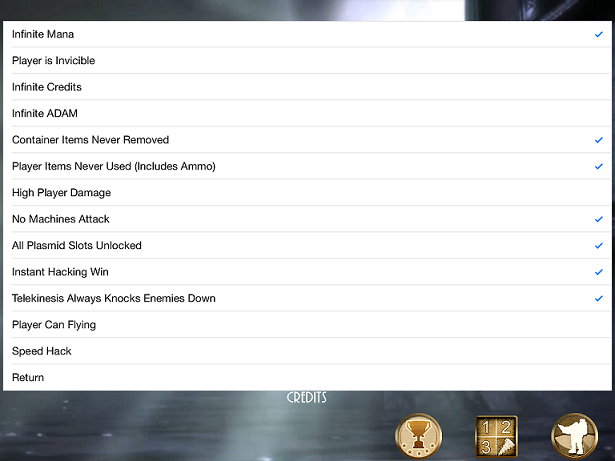 Infinite Mana
Player is Invicible
Infinite Credits
Infinite ADAM
Container Items Never Removed
Player Items Never Used (Includes Ammo)
High Player Damage
No Machines Attack
All Plasmid Slots Unlocked
Instant Hacking Win
Telekinesis Always Knocks Enemies Down
Player Can Flying
Speed Hack
Return
CREDITS
1 2
3